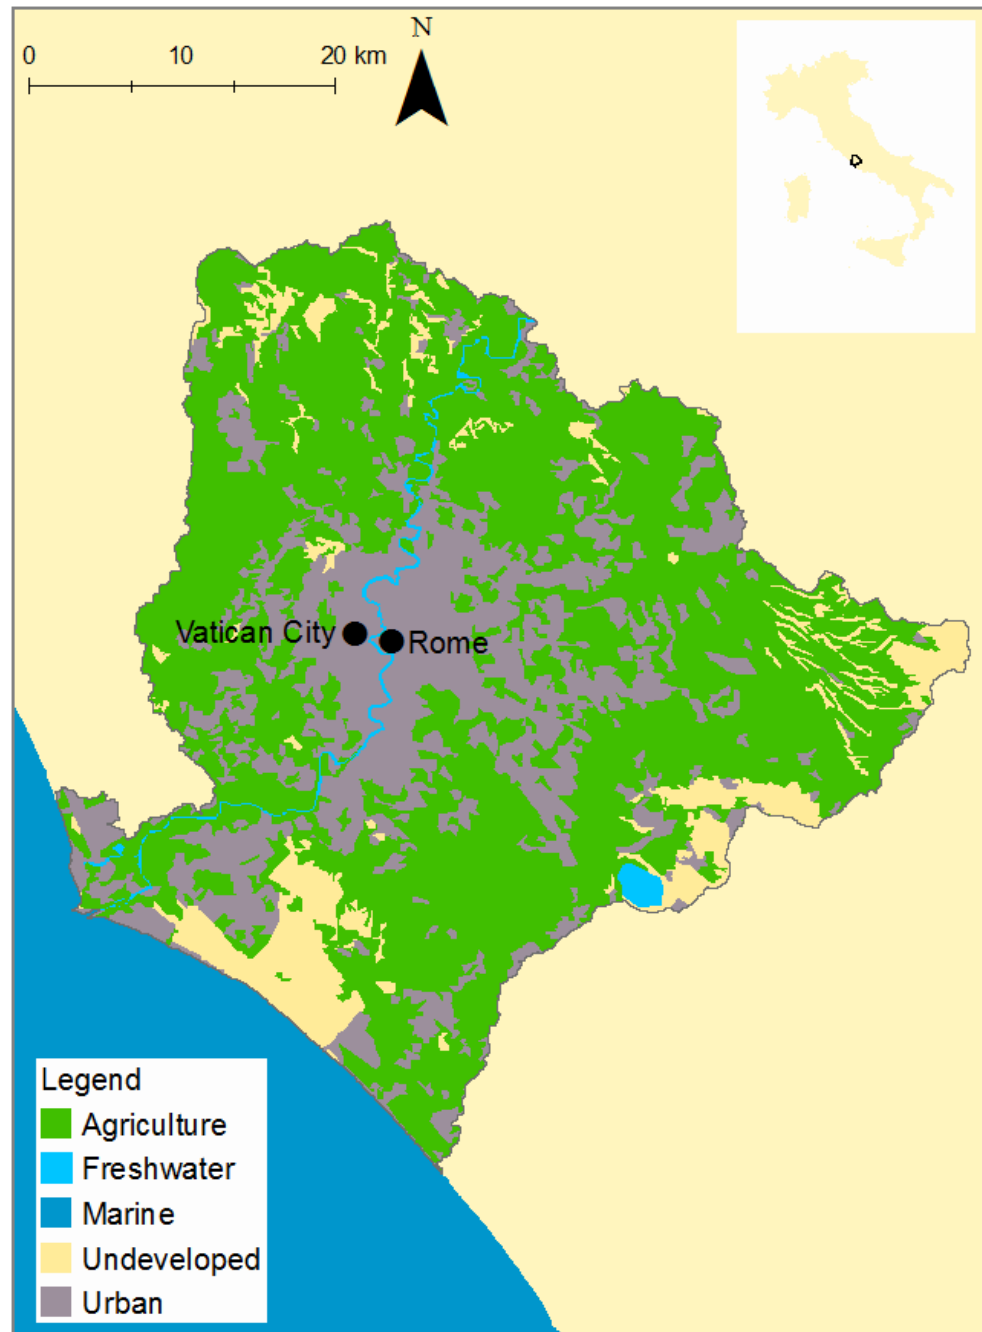 N
0 10 20 km
Vatican City
Rome
Legend
Agriculture
Freshwater
Marine
Undeveloped
Urban